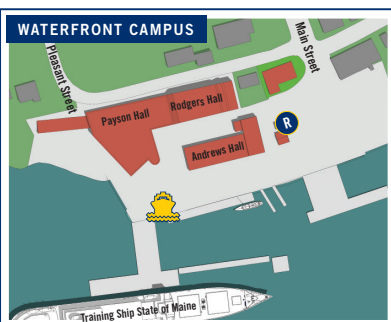 WATERFRONT CAMPUS
Pleasant Street
Main Street
Rodgers Hall
Payson Hall
R
Andrews Hall
Training Ship State of Maine